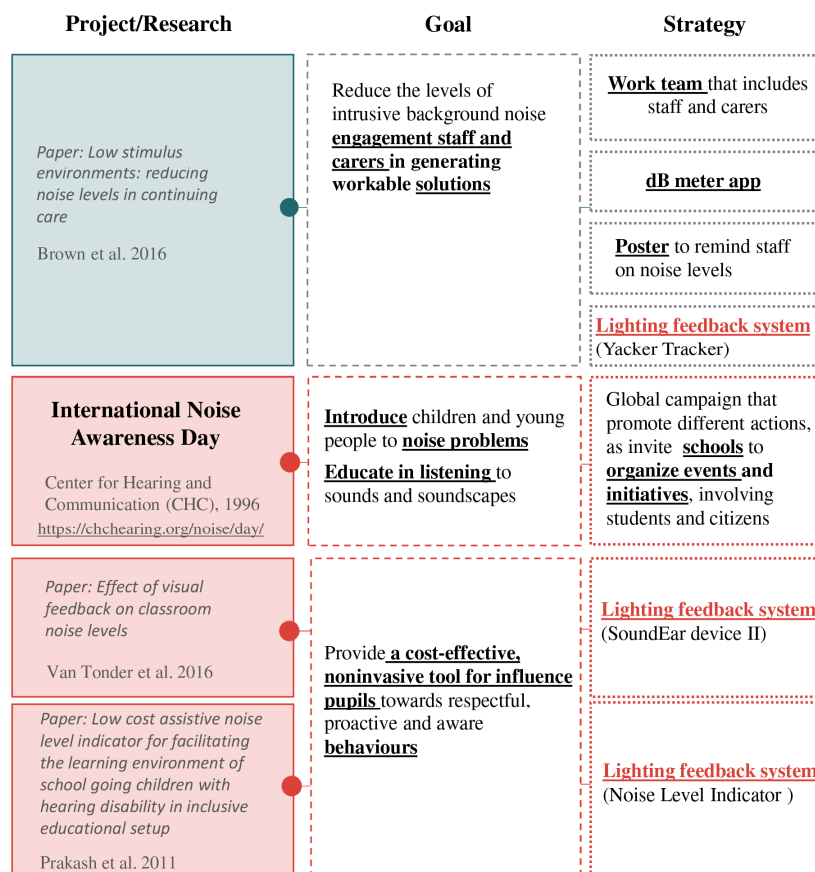 Project/Research
Goal
Strategy
Paper: Low stimulus
environments: reducing
noise levels in continuing
care
Brown et al. 2016
Reduce the levels of
intrusive background noise
engagement staff and
carers in generating
workable solutions
Work team that includes
staff and carers
dB meter app
Poster to remind staff
on noise levels
Lighting feedback system
(Yacker Tracker)
International Noise
Awareness Day
Center for Hearing and
Communication (CHC), 1996
https://chchearing.org/noise/day/
Introduce children and young
people to noise problems
Educate in listening to
sounds and soundscapes
Global campaign that
promote different actions,
as invite schools to
organize events and
initiatives, involving
students and citizens
Paper: Effect of visual
feedback on classroom
noise levels
Van Tonder et al. 2016
Paper: Low cost assistive noise
level indicator for facilitating
the learning environment of
school going children with
hearing disability in inclusive
educational setup
Prakash et al. 2011
Provide a cost-effective,
noninvasive tool for influence
pupils towards respectful,
proactive and aware
behaviours
Lighting feedback system
(SoundEar device II)
Lighting feedback system
(Noise Level Indicator )